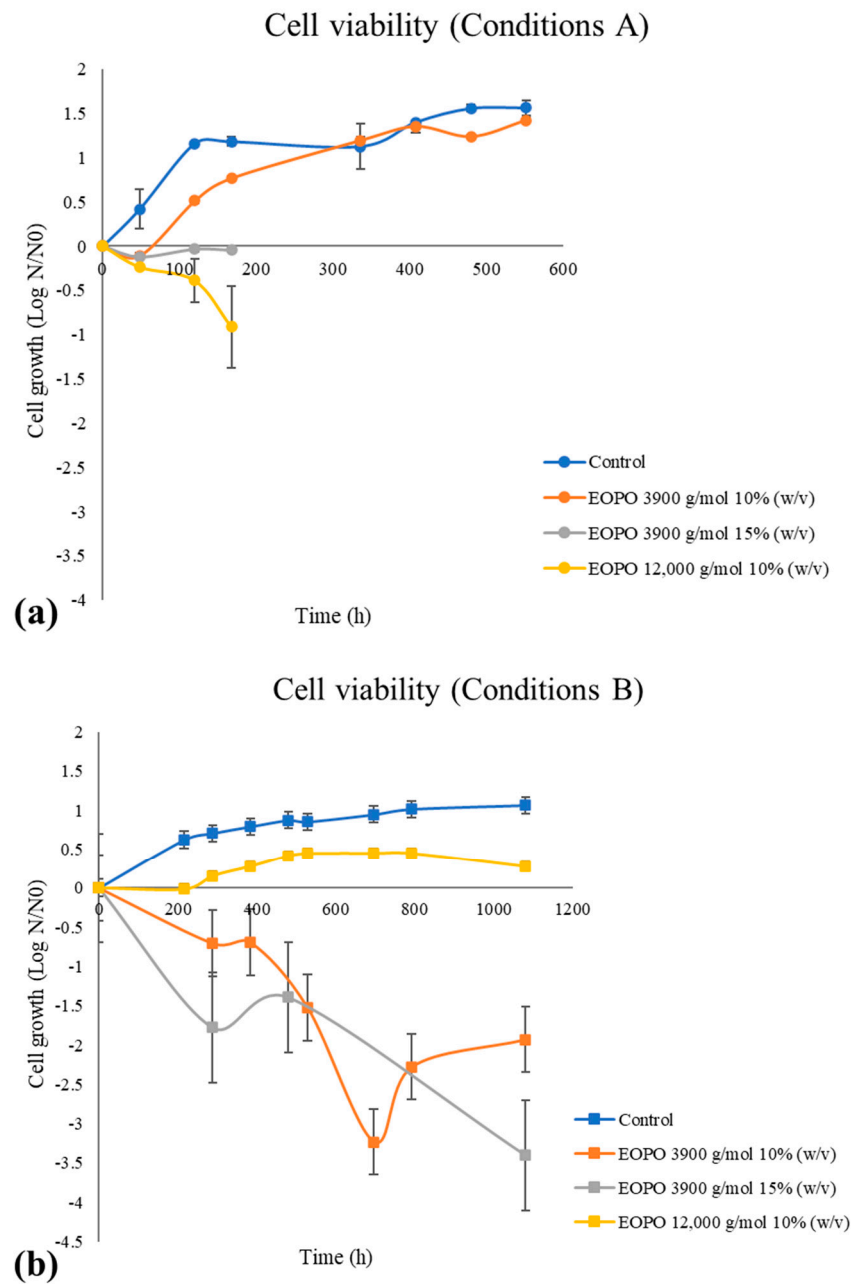 Cell viability (Conditions A)
2
1.5
1
0.5
0
0 100 200 300 400 500 600
-0.5
-1
-1.5
-2
-2.5
-3
-3.5
-4
Cell growth (Log N/N0)
Control
EOPO 3900 g/mol 10% (w/v)
EOPO 3900 g/mol 15% (w/v)
EOPO 12,000 g/mol 10% (w/v)
(a)
Time (h)
Cell viability (Conditions B)
2
1.5
1
0.5
0
0 200 400 600 800 1000 1200
-0.5
-1
-1.5
-2
-2.5
-3
-3.5
-4
-4.5
Cell growth (Log N/N0)
Control
EOPO 3900 g/mol 10% (w/v)
EOPO 3900 g/mol 15% (w/v)
EOPO 12,000 g/mol 10% (w/v)
(b)
Time (h)